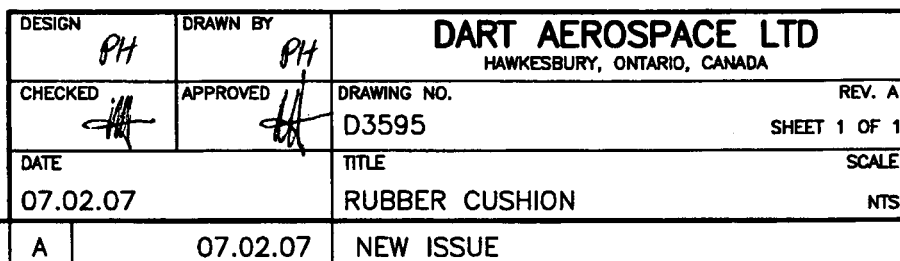 DESIGN
PH
DRAWN BY
PH
DART AEROSPACE LTD
HAWKESBURY, ONTARIO, CANADA
CHECKED
APPROVED
DRAWING NO.
REV. A
D3595
SHEET 1 OF 1
DATE
TITLE
SCALE
07.02.07
RUBBER CUSHION
NTS
A
07.02.07
NEW ISSUE